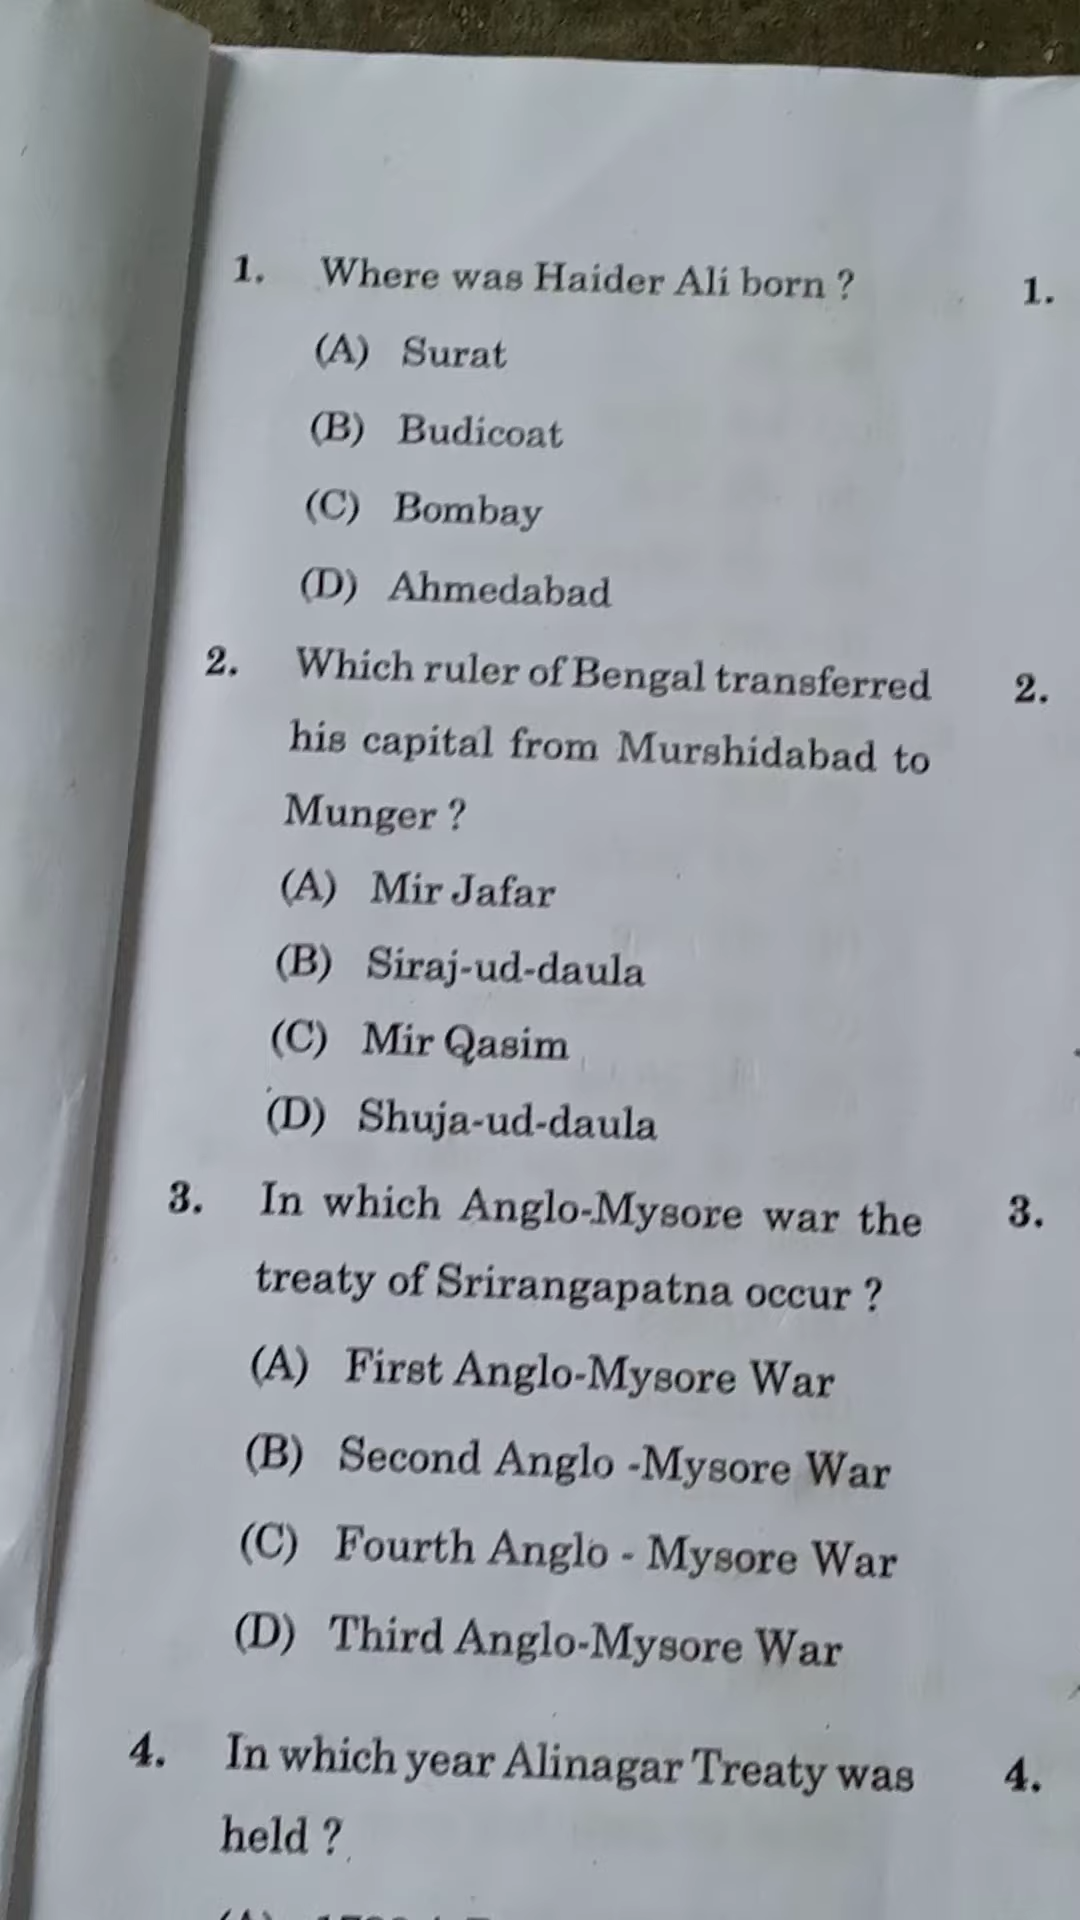 1. Where was Haider Ali born ?
(A) Surat
(B) Budicoat
(C) Bombay
(D) Ahmedabad
2. Which ruler of Bengal transferred
his capital from Murshidabad to
Munger ?
(A) Mir Jafar
(B) Siraj-ud-daula
(C) Mir Qasim
(D) Shuja-ud-daula
3. In which Anglo-Mysore war the
treaty of Srirangapatna occur ?
(A) First Anglo-Mysore War
(B) Second Anglo -Mysore War
(C) Fourth Anglo - Mysore War
(D) Third Anglo-Mysore War
4. In which year Alinagar Treaty was
held ?
1.
2.
3.
4.